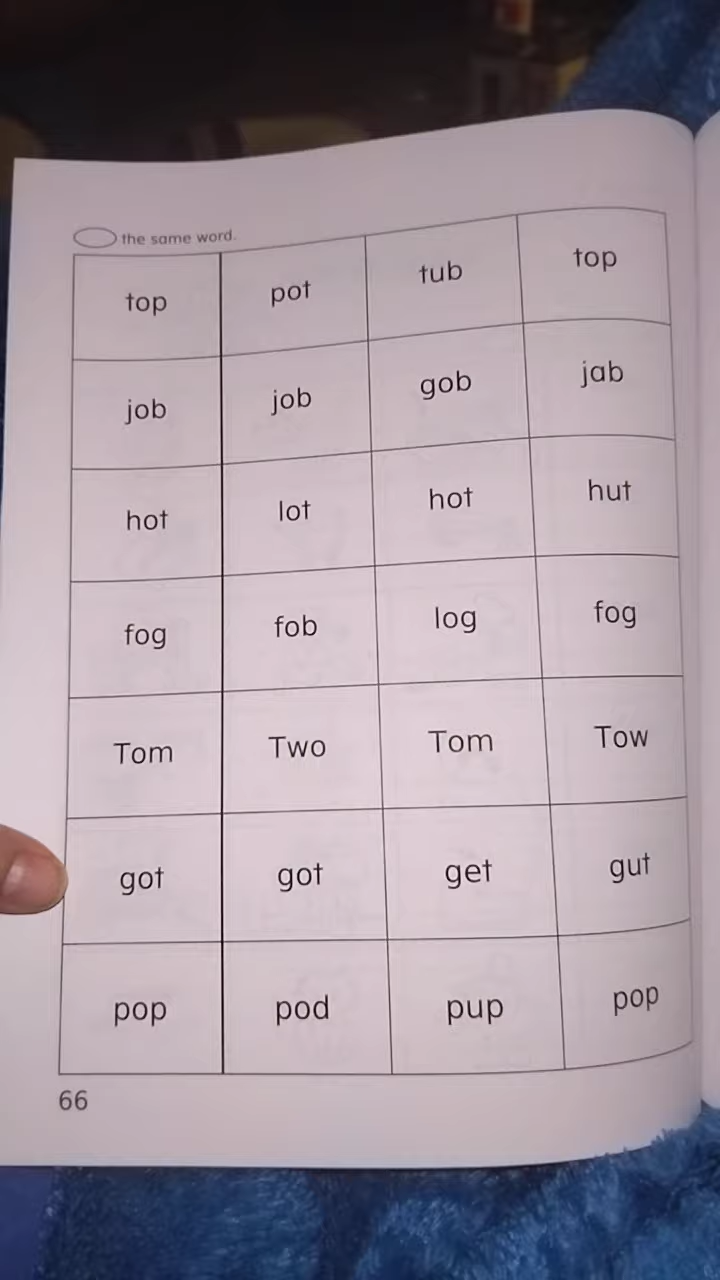 the same word.
top pot tub top
job job gob jab
hot lot hot hut
fog fob log fog
Tom Two Tom Tow
got got get gut
pop pod pup pop
66